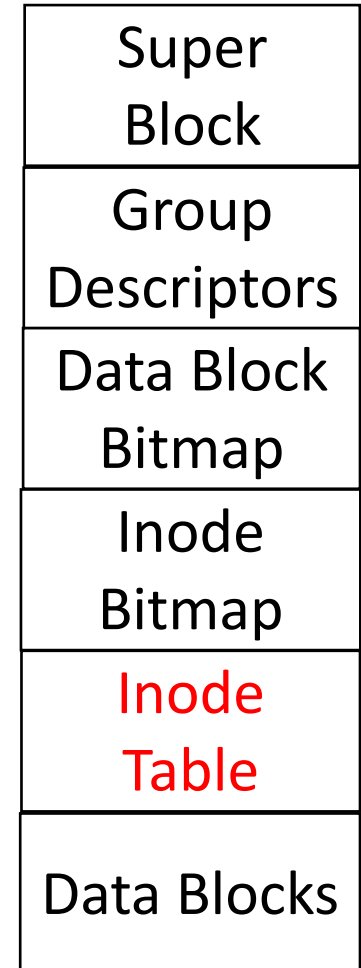 Super
Block
Group
Descriptors
Data Block
Bitmap
Inode
Bitmap
Inode
Table
Data Blocks